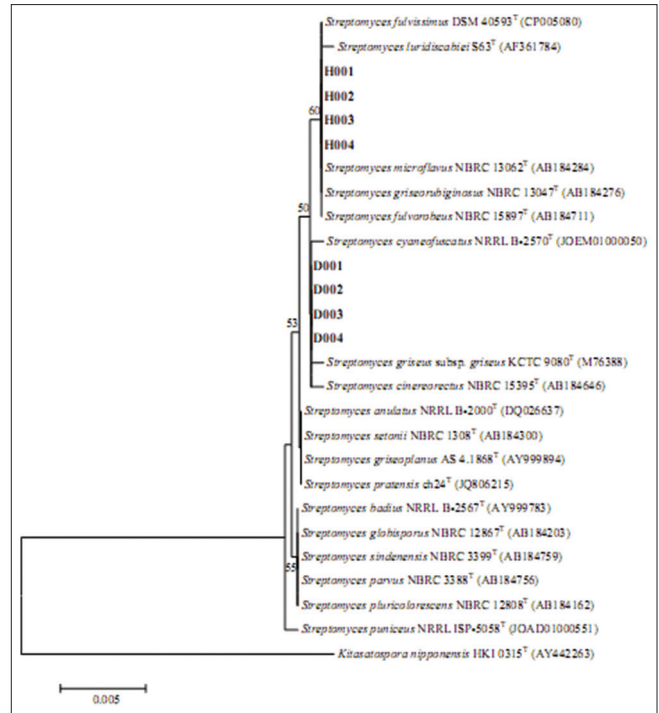 Streptomyces fulvissimus DSM 40593T (CP005080)
Streptomyces luridiscabiei S63T (AF361784)
H001
H002
60
H003
H004
Streptomyces microflavus NBRC 13062T (AB184284)
Streptomyces griseorubiginosus NBRC 13047T (AB184276)
50
Streptomyces fulvorobeus NBRC 15897T (AB184711)
Streptomyces cyaneofuscatus NRRL B-2570T (JOEM01000050)
D001
D002
D003
53
D004
Streptomyces griseus subsp. griseus KCTC 9080T (M76388)
Streptomyces cinereorectus NBRC 15395T (AB184646)
Streptomyces anulatus NRRL B-2000T (DQ026637)
Streptomyces setonii NBRC 1308T (AB184300)
Streptomyces griseoplanus AS 4.1868T (AY999894)
Streptomyces pratensis ch24T (JQ806215)
Streptomyces badius NRRL B-2567T (AY999783)
Streptomyces globisporus NBRC 12867T (AB184203)
Streptomyces sindenensis NBRC 3399T (AB184759)
55
Streptomyces parvus NBRC 3388T (AB184756)
Streptomyces pluricolorescens NBRC 12808T (AB184162)
Streptomyces puniceus NRRL ISP-5058T (JOAD01000551)
Kitasatospora nipponensis HKI 0315T (AY442263)
0.005